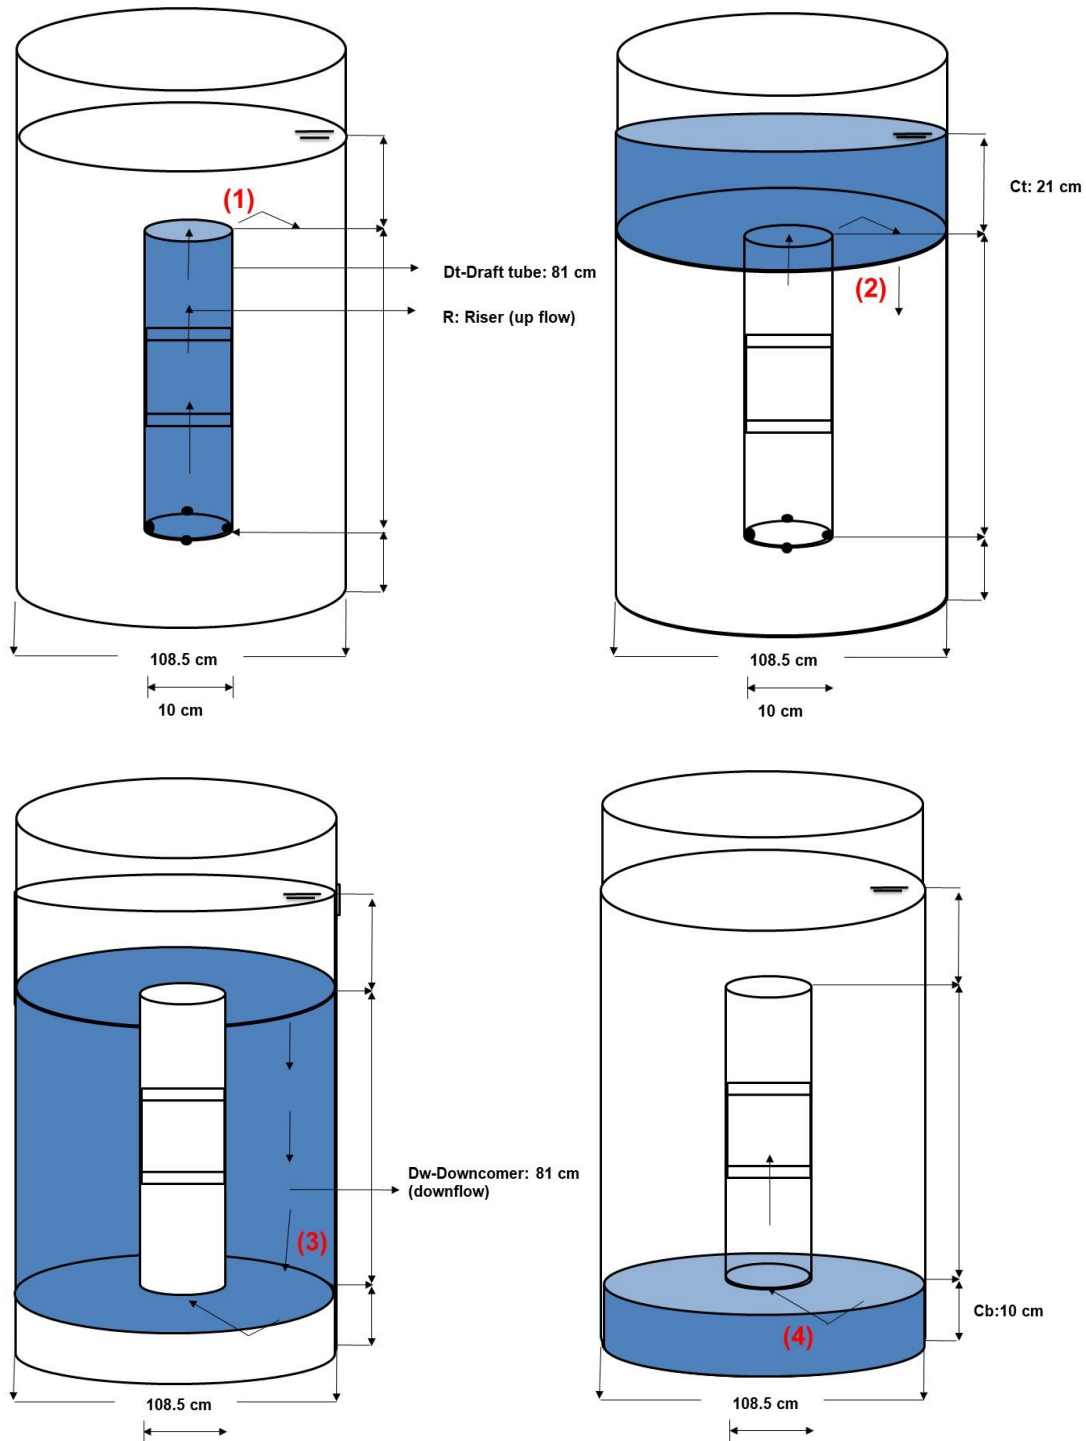 (1)
Dt-Draft tube: 81 cm
R: Riser (up flow)
108.5 cm
10 cm
Ct: 21 cm
(2)
108.5 cm
10 cm
Dw-Downcomer: 81 cm
(downflow)
(3)
108.5 cm
Cb:10 cm
(4)
108.5 cm